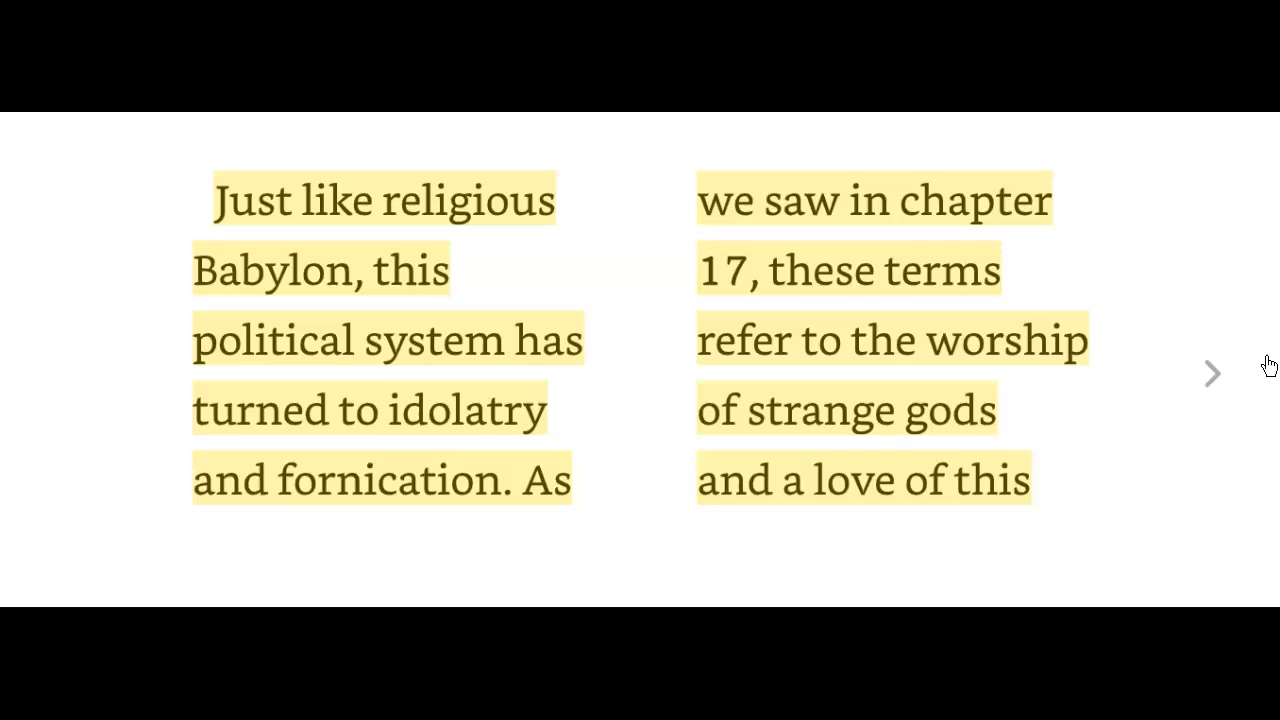 Just like religious
Babylon, this
political system has
turned to idolatry
and fornication. As
we saw in chapter
17, these terms
refer to the worship
of strange gods
and a love of this